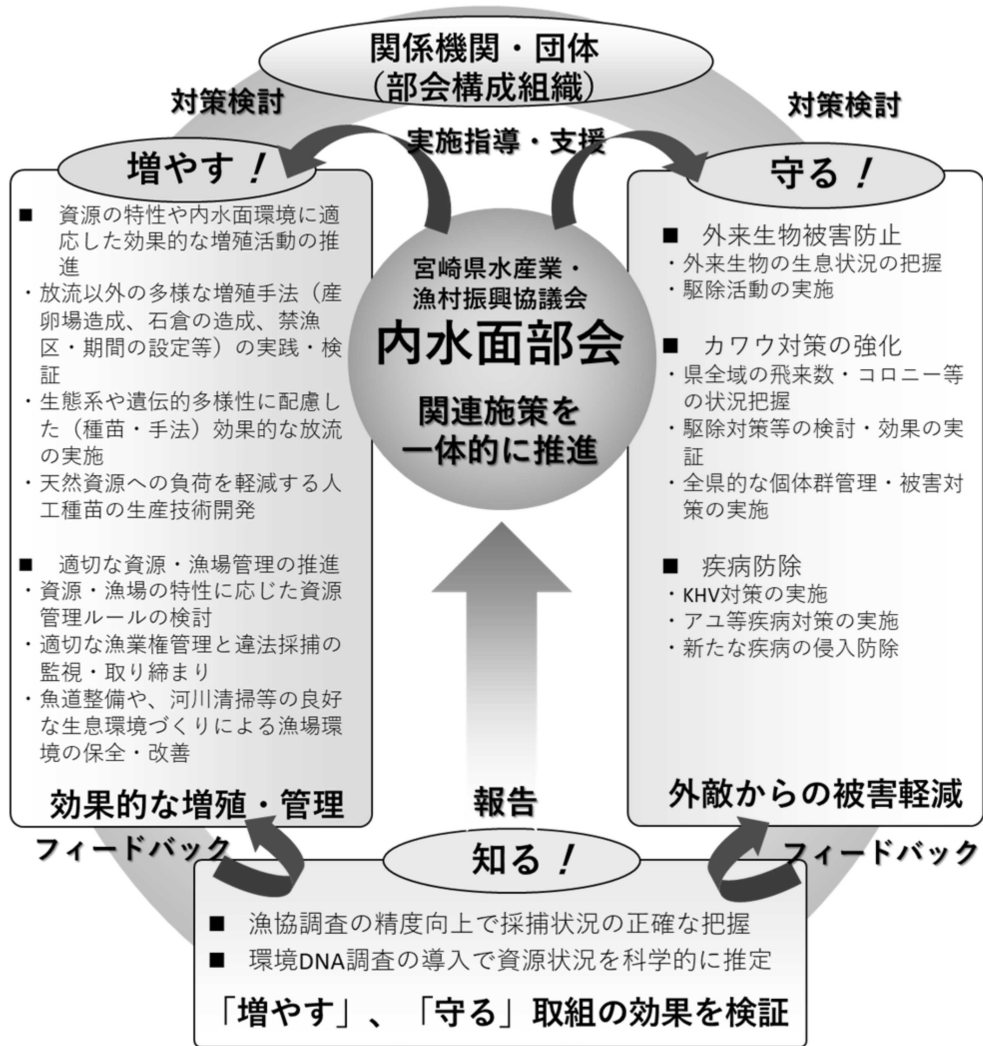 関係機関・団体
(部会構成組織)
対策検討
対策検討
実施指導・支援
増やす！
■ 資源の特性や内水面環境に適
応した効果的な増殖活動の推
進
・放流以外の多様な増殖手法（産
卵場造成、石倉の造成、禁漁
区・期間の設定等）の実践・検
証
・生態系や遺伝的多様性に配慮し
た（種苗・手法）効果的な放流
の実施
・天然資源への負荷を軽減する人
工種苗の生産技術開発
■ 適切な資源・漁場管理の推進
・資源・漁場の特性に応じた資源
管理ルールの検討
・適切な漁業権管理と違法採捕の
監視・取り締まり
・魚道整備や、河川清掃等の良好
な生息環境づくりによる漁場環
境の保全・改善
効果的な増殖・管理
宮崎県水産業・
漁村振興協議会
内水面部会
関連施策を
一体的に推進
守る！
■ 外来生物被害防止
・外来生物の生息状況の把握
・駆除活動の実施
■ カワウ対策の強化
・県全域の飛来数・コロニー等
の状況把握
・駆除対策等の検討・効果の実
証
・全県的な個体群管理・被害対
策の実施
■ 疾病防除
・KHV対策の実施
・アユ等疾病対策の実施
・新たな疾病の侵入防除
外敵からの被害軽減
報告
フィードバック
フィードバック
知る！
■ 漁協調査の精度向上で採捕状況の正確な把握
■ 環境DNA調査の導入で資源状況を科学的に推定
「増やす」、「守る」取組の効果を検証